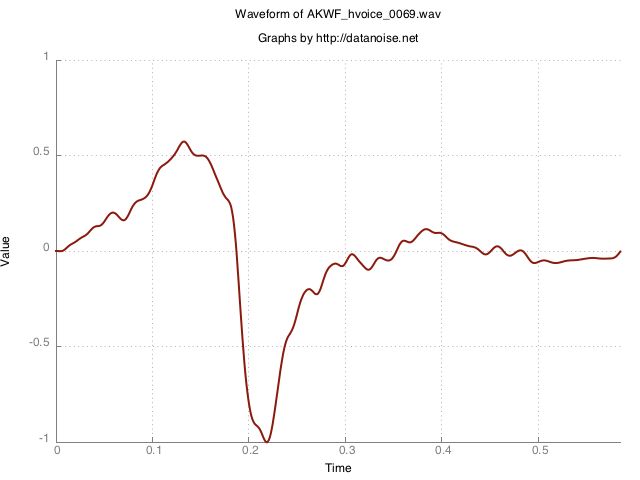 Waveform of AKWF_hvoice_0069.wav
Graphs by http://datanoise.net
1
0.5
0
-0.5
-1
Value
0 0.1 0.2 0.3 0.4 0.5
Time